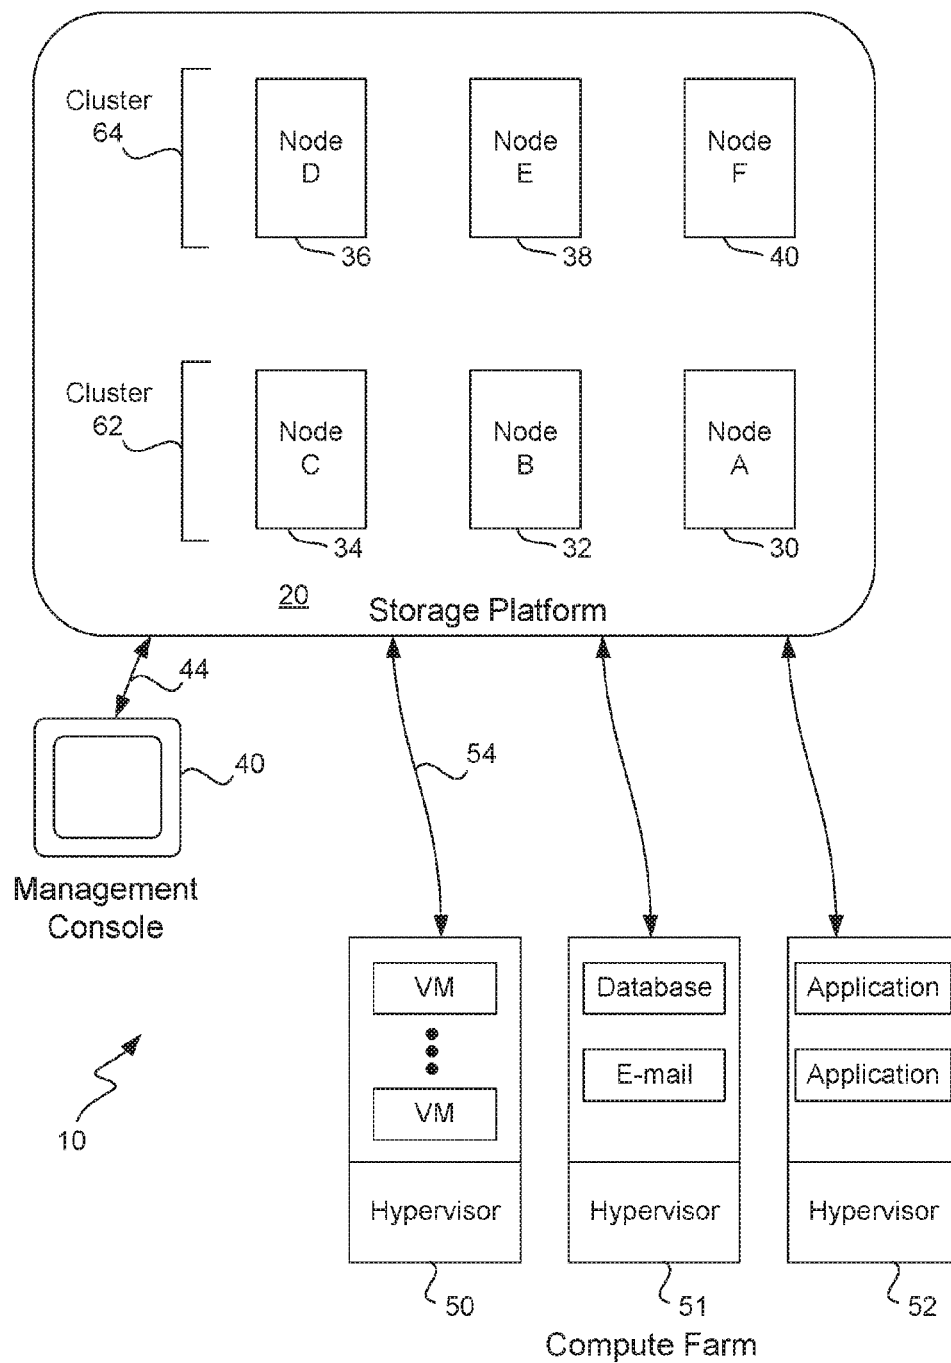 Cluster
64
Node
D
Node
E
Node
F
36
38
40
Cluster
62
Node
C
Node
B
Node
A
34
32
30
20
Storage Platform
44
40
54
Management
Console
VM
VM
Hypervisor
Database
E-mail
Hypervisor
Application
Application
Hypervisor
10
50
51
52
Compute Farm